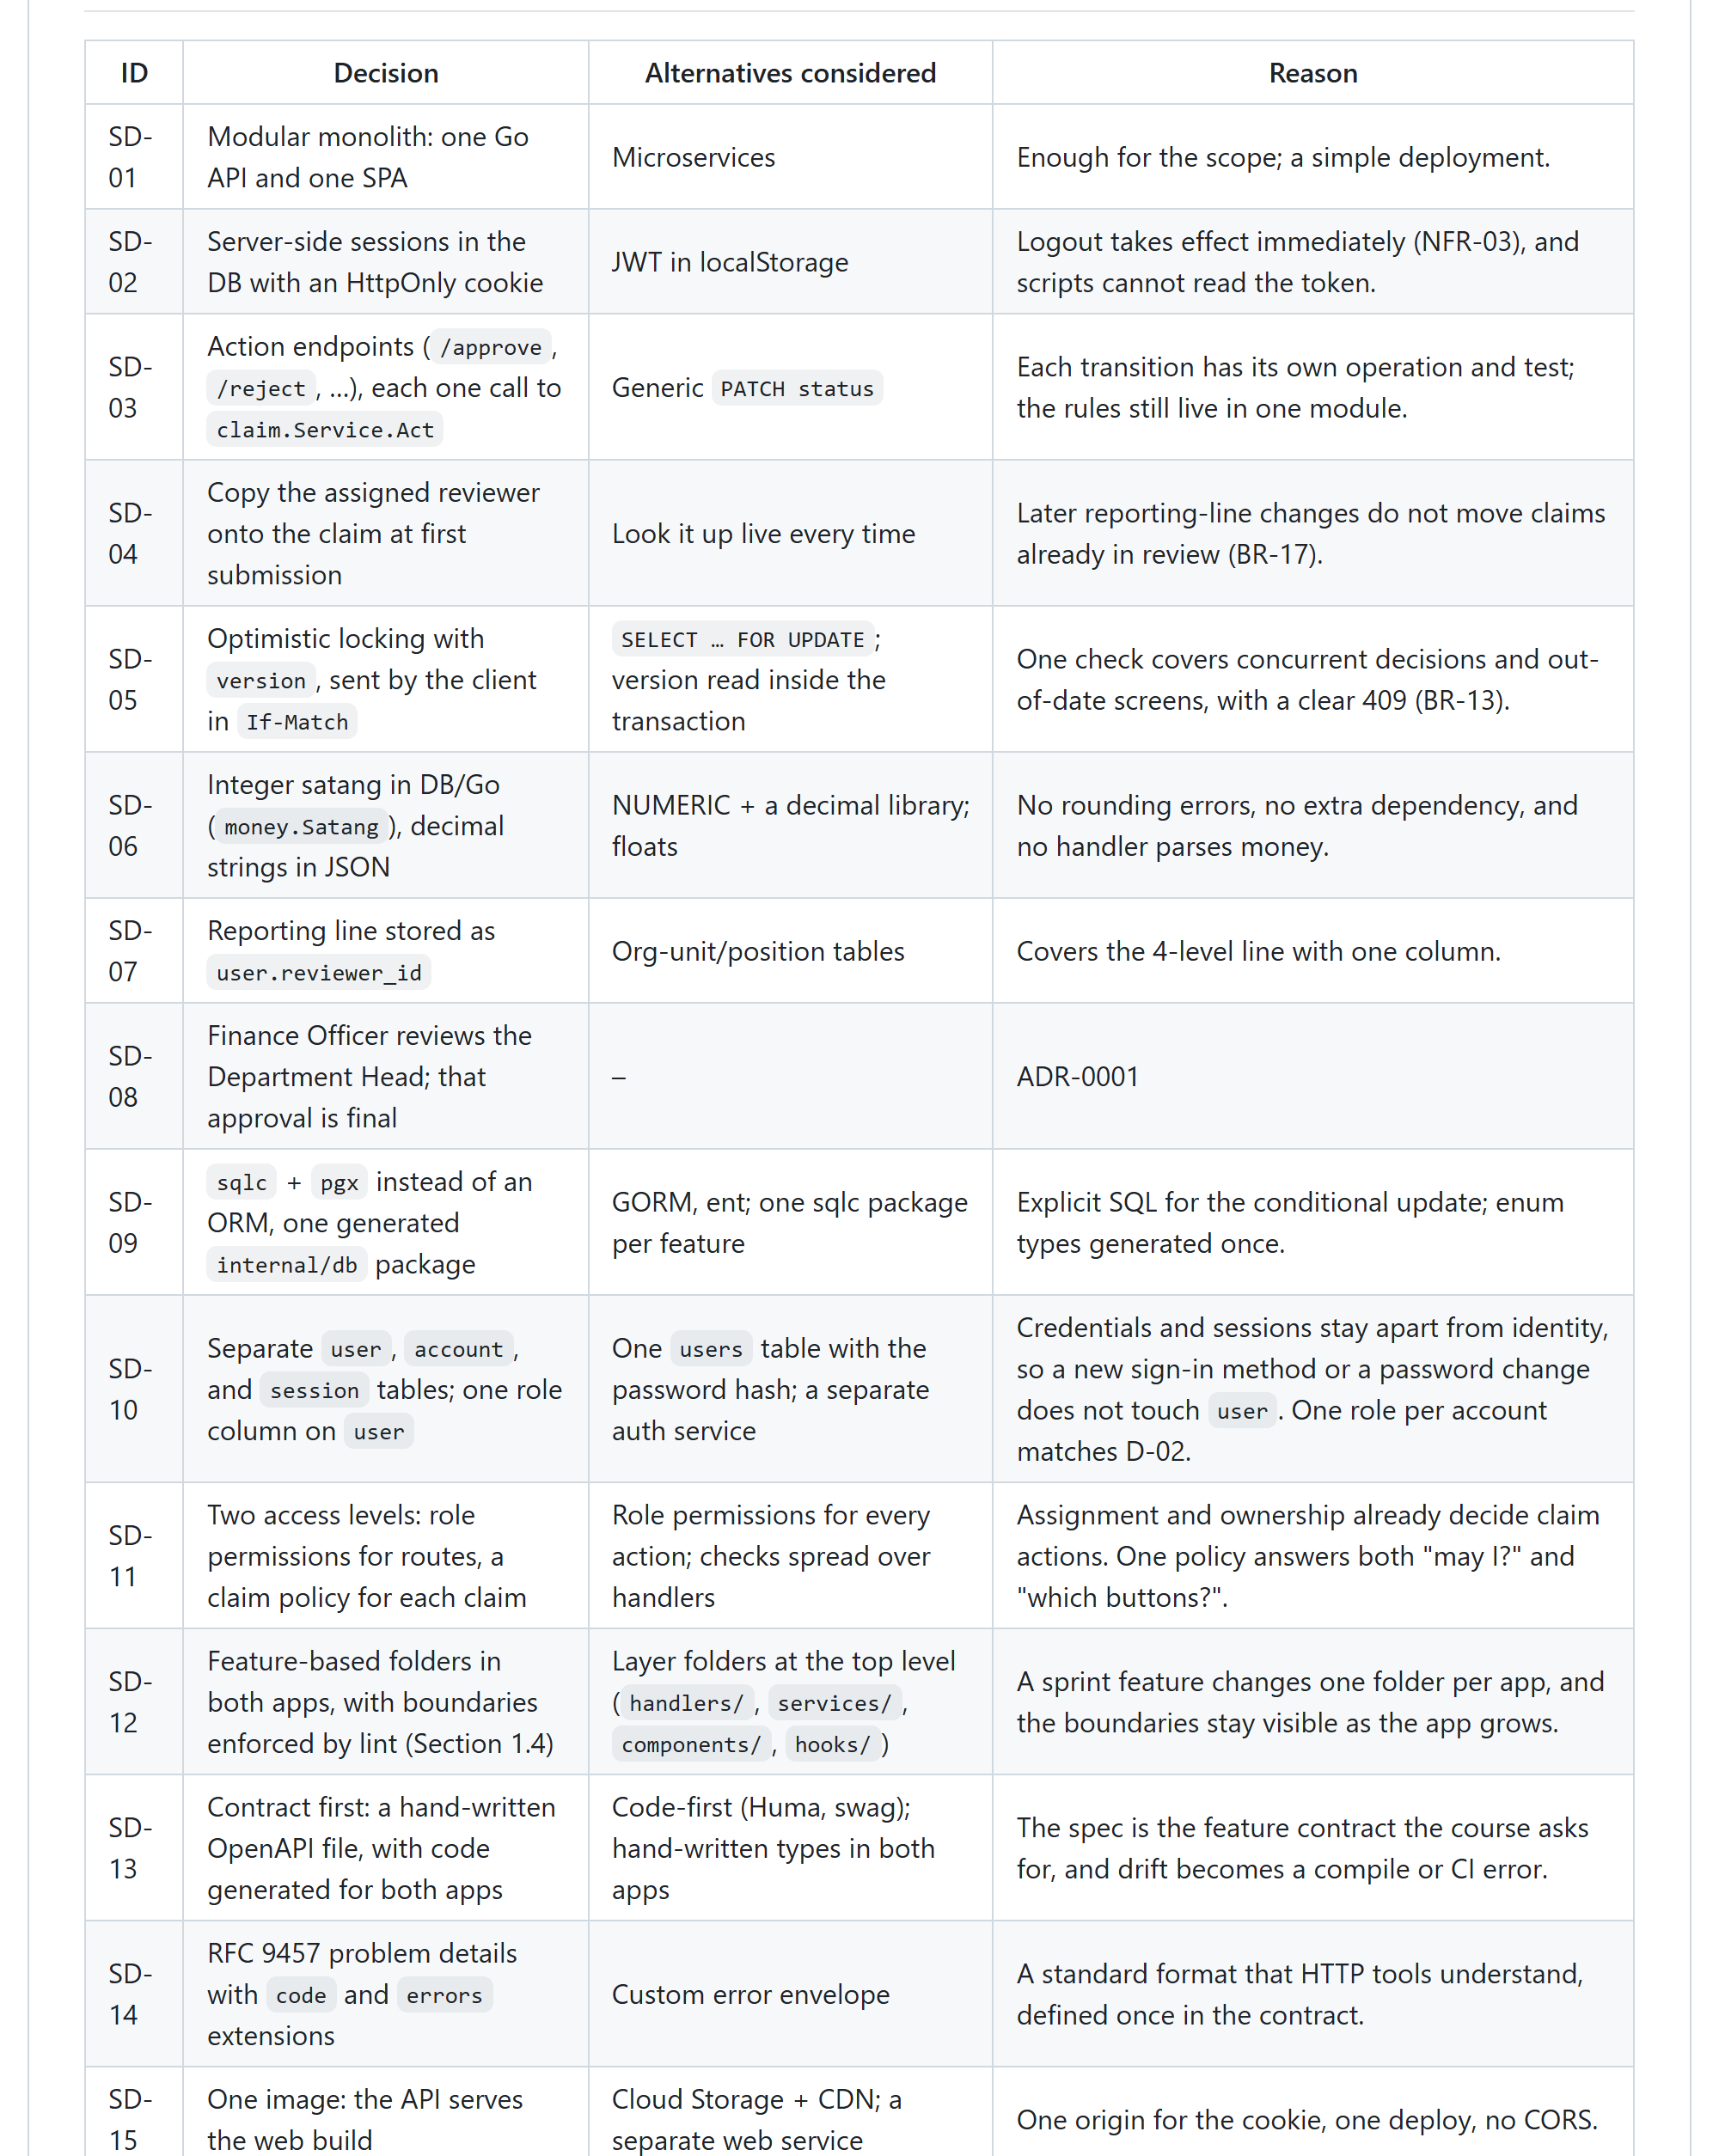 ID Decision Alternatives considered Reason
SD-
01
Modular monolith: one Go
API and one SPA
Microservices
Enough for the scope; a simple deployment.
SD-
02
Server-side sessions in the
DB with an HttpOnly cookie
JWT in localStorage
Logout takes effect immediately (NFR-03), and
scripts cannot read the token.
SD-
03
Action endpoints ( /approve ,
/reject , …), each one call to
claim.Service.Act
Generic PATCH status
Each transition has its own operation and test;
the rules still live in one module.
SD-
04
Copy the assigned reviewer
onto the claim at first
submission
Look it up live every time
Later reporting-line changes do not move claims
already in review (BR-17).
SD-
05
Optimistic locking with
version , sent by the client
in If-Match
SELECT … FOR UPDATE ;
version read inside the
transaction
One check covers concurrent decisions and out-
of-date screens, with a clear 409 (BR-13).
SD-
06
Integer satang in DB/Go
( money.Satang ), decimal
strings in JSON
NUMERIC + a decimal library;
floats
No rounding errors, no extra dependency, and
no handler parses money.
SD-
07
Reporting line stored as
user.reviewer_id
Org-unit/position tables
Covers the 4-level line with one column.
SD-
08
Finance Officer reviews the
Department Head; that
approval is final
–
ADR-0001
SD-
09
sqlc + pgx instead of an
ORM, one generated
internal/db package
GORM, ent; one sqlc package
per feature
Explicit SQL for the conditional update; enum
types generated once.
SD-
10
Separate user , account ,
and session tables; one role
column on user
One users table with the
password hash; a separate
auth service
Credentials and sessions stay apart from identity,
so a new sign-in method or a password change
does not touch user . One role per account
matches D-02.
SD-
11
Two access levels: role
permissions for routes, a
claim policy for each claim
Role permissions for every
action; checks spread over
handlers
Assignment and ownership already decide claim
actions. One policy answers both "may I?" and
"which buttons?".
SD-
12
Feature-based folders in
both apps, with boundaries
enforced by lint (Section 1.4)
Layer folders at the top level
( handlers/ , services/ ,
components/ , hooks/ )
A sprint feature changes one folder per app, and
the boundaries stay visible as the app grows.
SD-
13
Contract first: a hand-written
OpenAPI file, with code
generated for both apps
Code-first (Huma, swag);
hand-written types in both
apps
The spec is the feature contract the course asks
for, and drift becomes a compile or CI error.
SD-
14
RFC 9457 problem details
with code and errors
extensions
Custom error envelope
A standard format that HTTP tools understand,
defined once in the contract.
SD-
15
One image: the API serves
the web build
Cloud Storage + CDN; a
separate web service
One origin for the cookie, one deploy, no CORS.